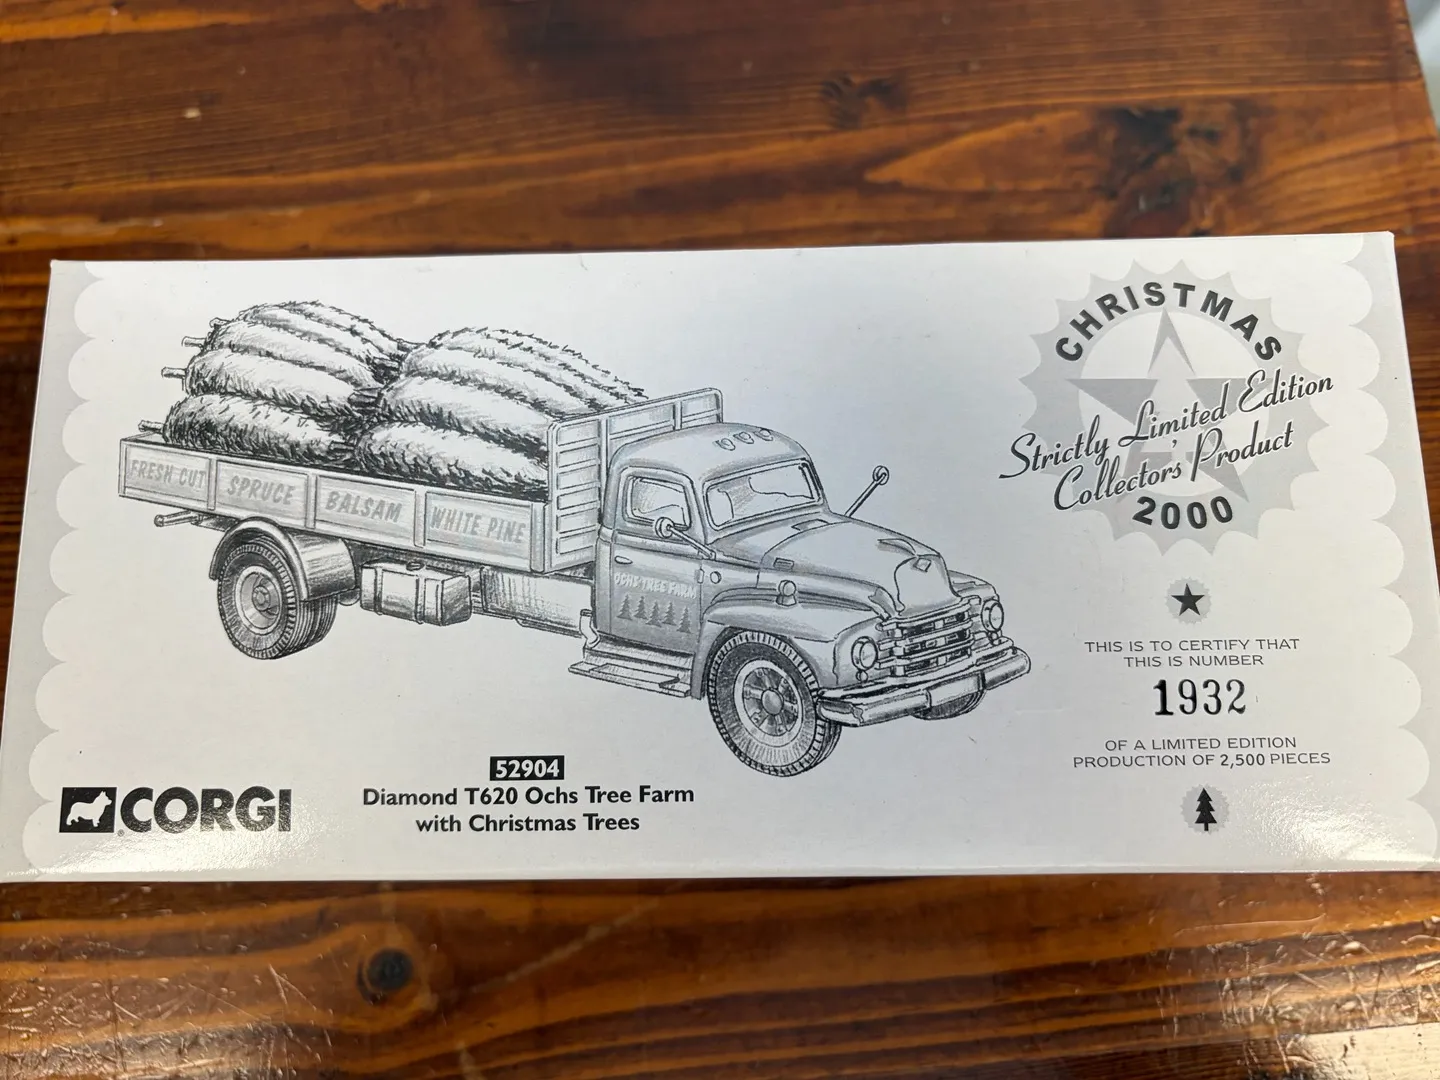 CHRISTMAS
Strictly Limited Edition
Collectors' Product
2000
FRESH CUT SPRUCE BALSAM WHITE PINE
OCHS TREE FARM
THIS IS TO CERTIFY THAT
THIS IS NUMBER
1932
OF A LIMITED EDITION
PRODUCTION OF 2,500 PIECES
CORGI
52904
Diamond T620 Ochs Tree Farm
with Christmas Trees